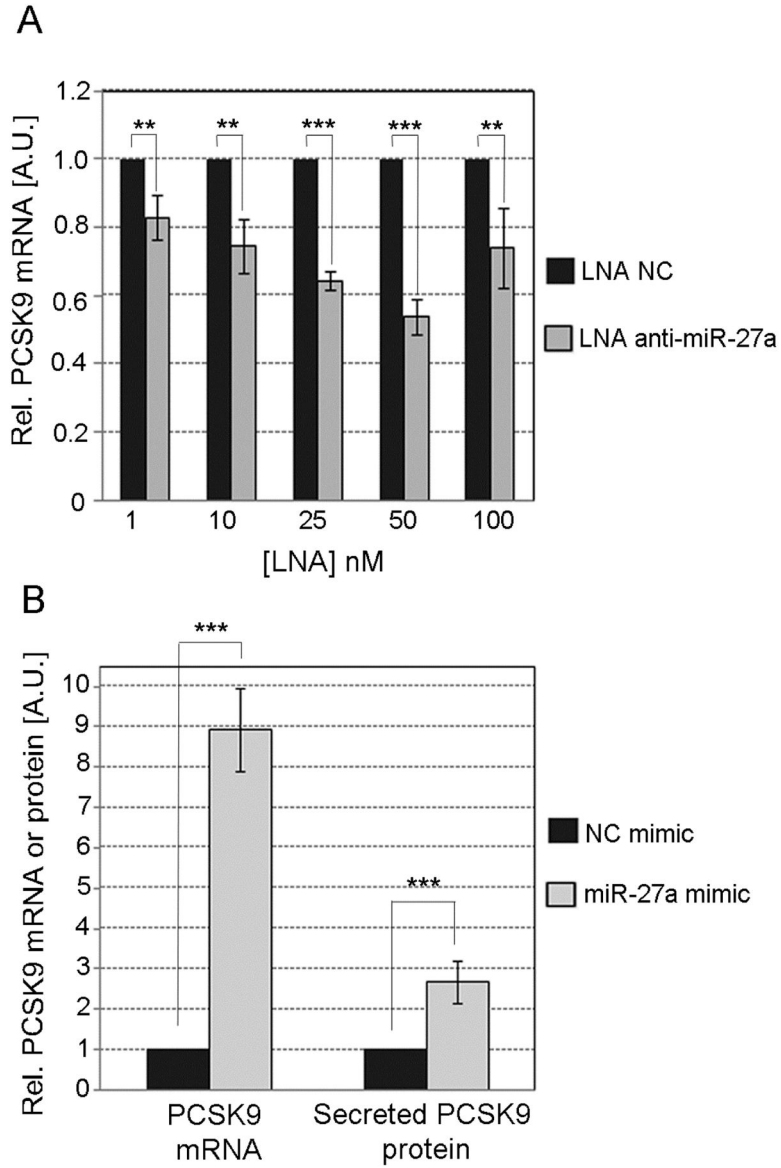 A
Rel. PCSK9 mRNA [A.U.]
1.2
1.0
0.8
0.6
0.4
0.2
0
** ** *** *** **
1 10 25 50 100
[LNA] nM
LNA NC
LNA anti-miR-27a
B
Rel. PCSK9 mRNA or protein [A.U.]
10
9
8
7
6
5
4
3
2
1
0
***
***
PCSK9
mRNA
Secreted PCSK9
protein
NC mimic
miR-27a mimic